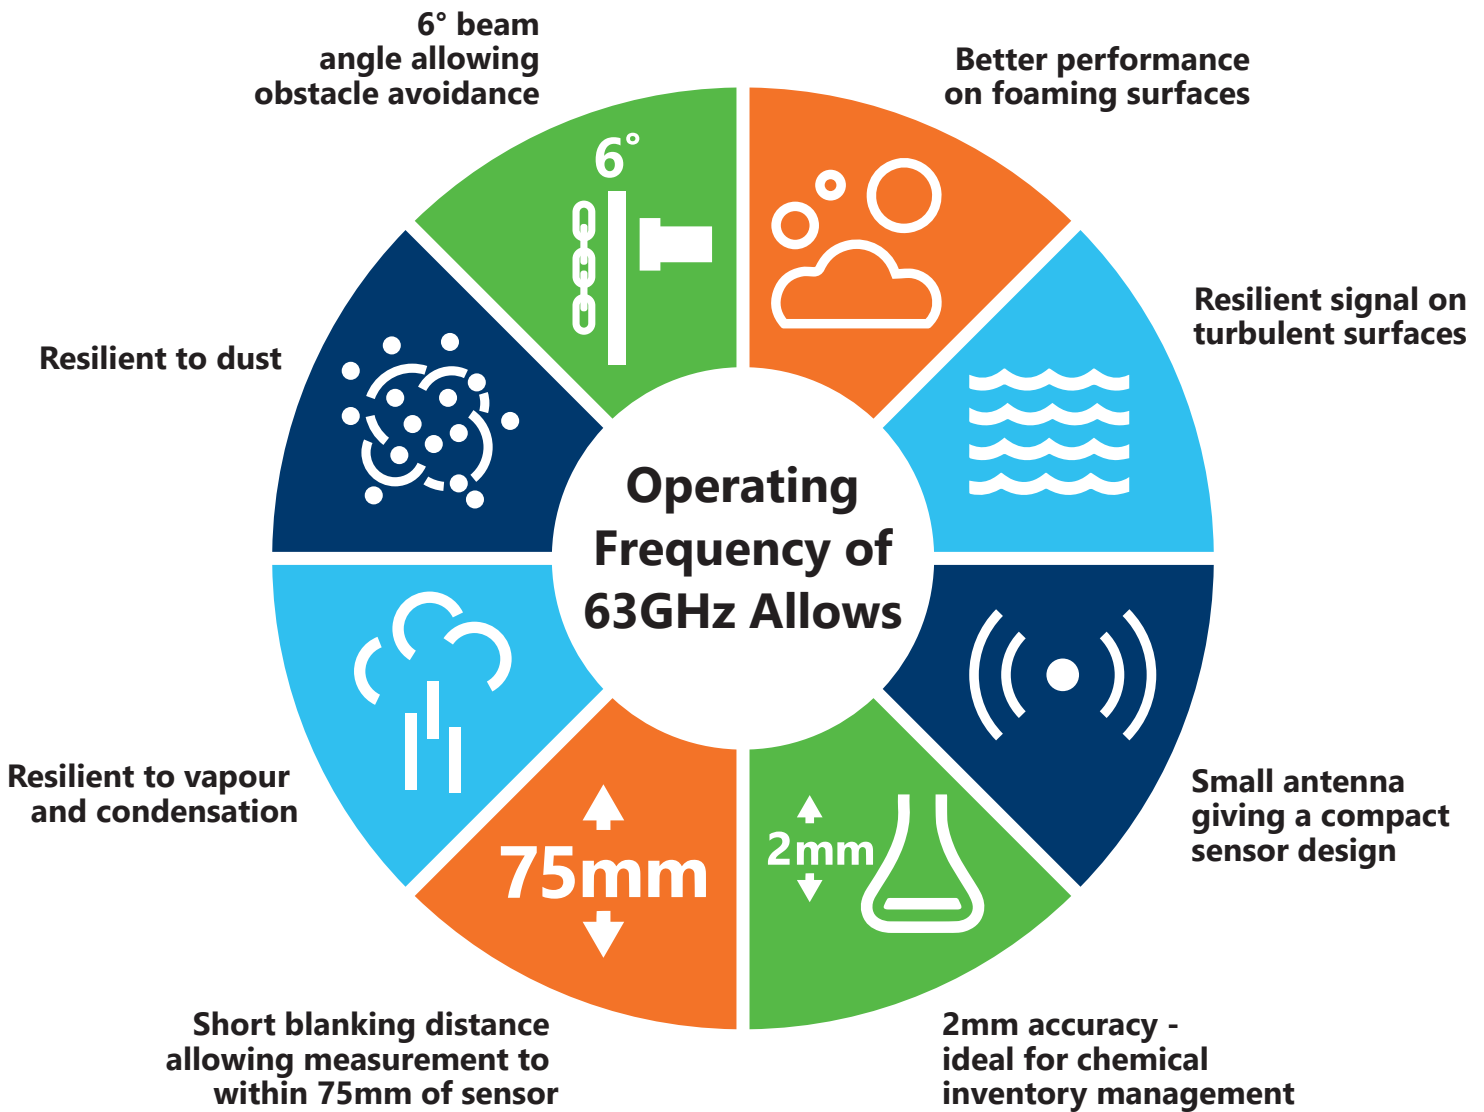 6° beam
angle allowing
obstacle avoidance
Better performance
on foaming surfaces
6°
Resilient signal on
turbulent surfaces
Resilient to dust
Operating
Frequency of
63GHz Allows
Resilient to vapour
and condensation
Small antenna
giving a compact
sensor design
75mm
2mm
Short blanking distance
allowing measurement to
within 75mm of sensor
2mm accuracy -
ideal for chemical
inventory management